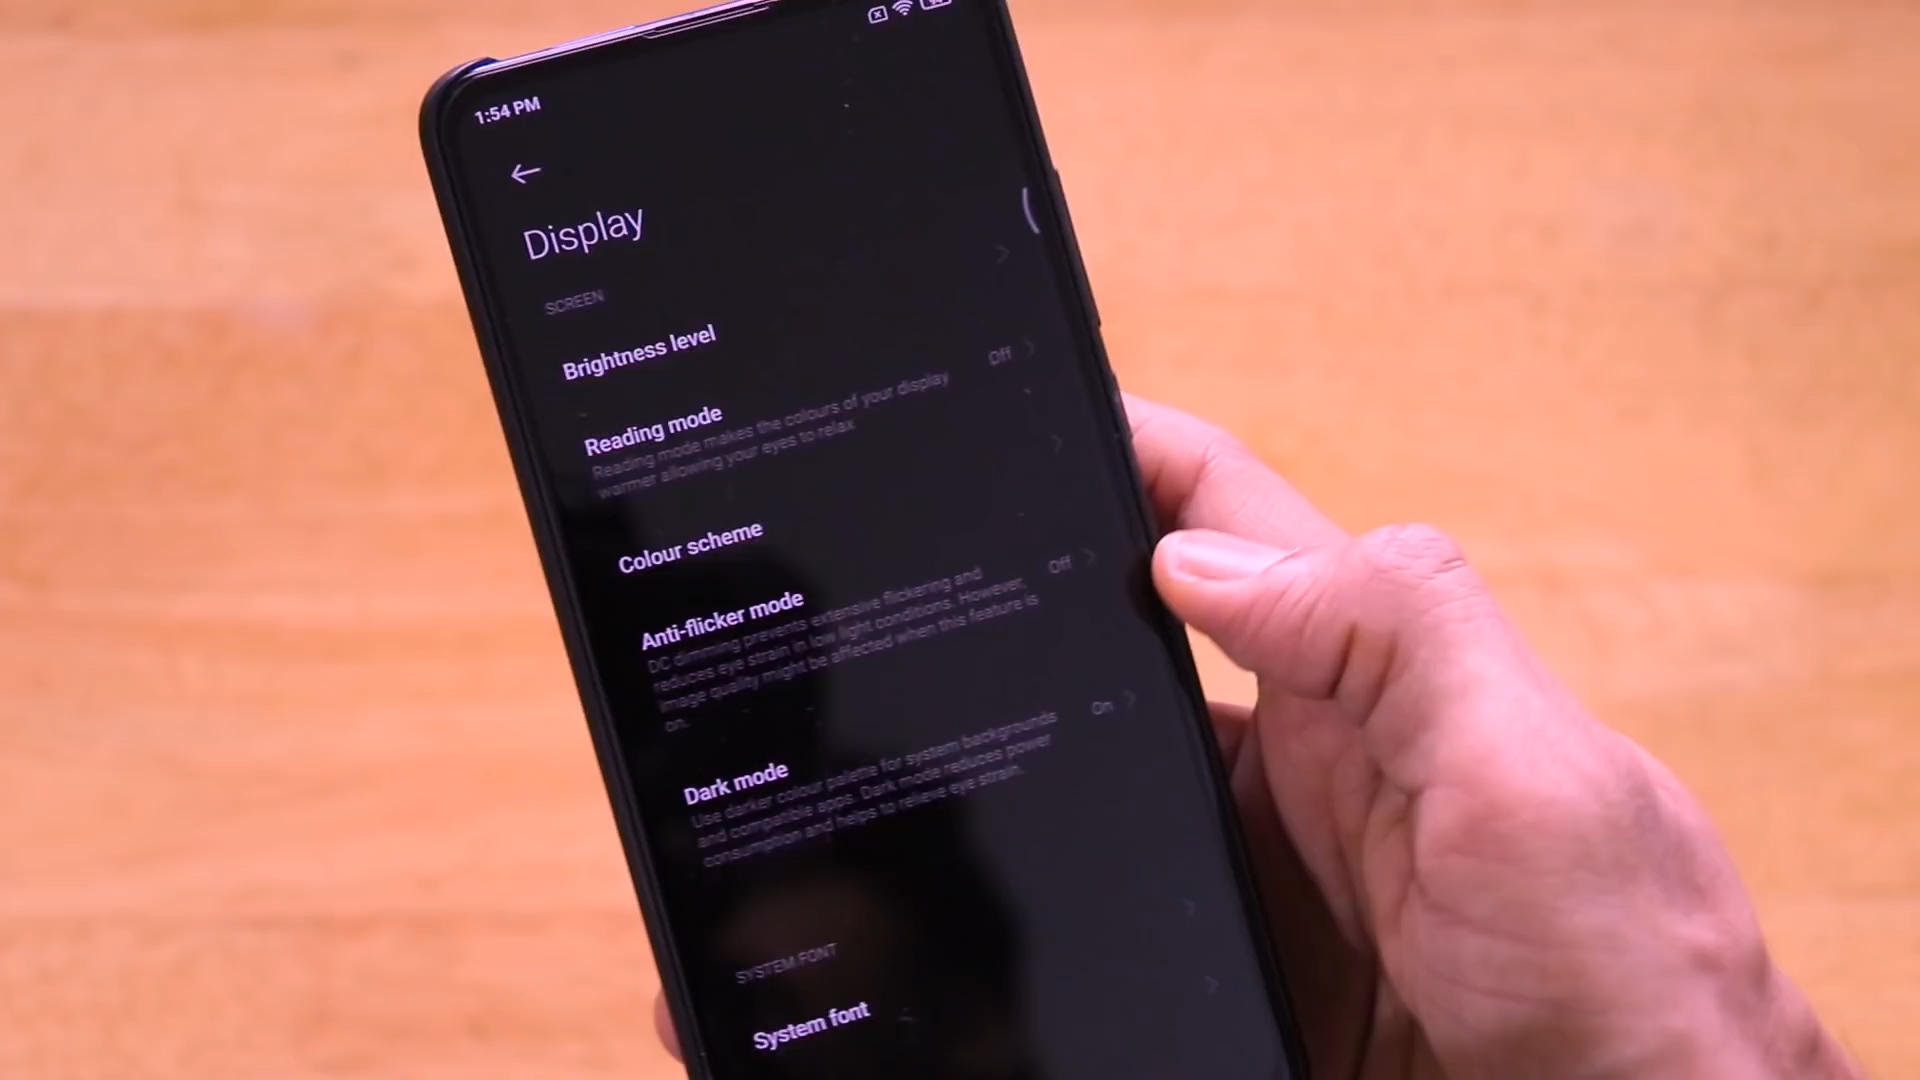 1:54 PM
Display
SCREEN
Brightness level
Reading mode
Off
Reading mode makes the colours of your display
warmer allowing your eyes to relax
Colour scheme
Anti-flicker mode
Off
DC dimming prevents extensive flickering and
reduces eye strain in low light conditions. However,
image quality might be affected when this feature is
on.
Dark mode
On
Use darker colour palette for system backgrounds
and compatible apps. Dark mode reduces power
consumption and helps to relieve eye strain.
SYSTEM FONT
System font